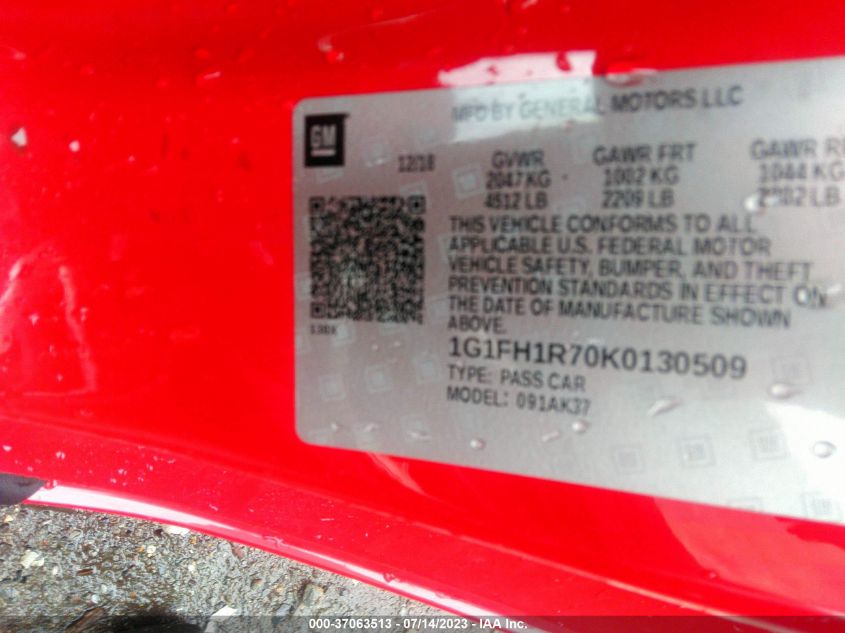 MFD BY GENERAL MOTORS LLC
GM
12/18 GVWR GAWR FRT GAWR
2047 KG 1002 KG 1044 KG
4512 LB 2209 LB LB
THIS VEHICLE CONFORMS TO ALL
APPLICABLE U.S. FEDERAL MOTOR
VEHICLE SAFETY, BUMPER, AND THEFT
PREVENTION STANDARDS IN EFFECT ON
THE DATE OF MANUFACTURE SHOWN
ABOVE.
1G1FH1R70K0130509
TYPE: PASS CAR
MODEL: 091AK37
000-37063513 - 07/14/2023 - IAA Inc.